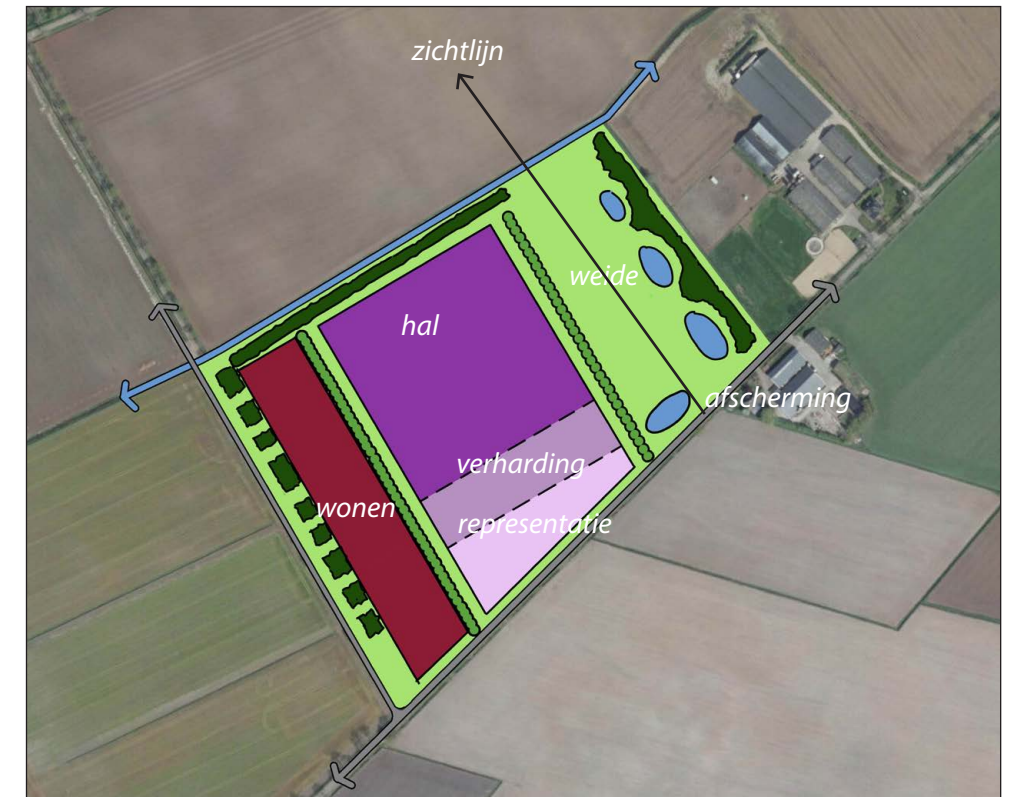 zichtlijn
weide
hal
afscherming
verharding
wonen
representatie